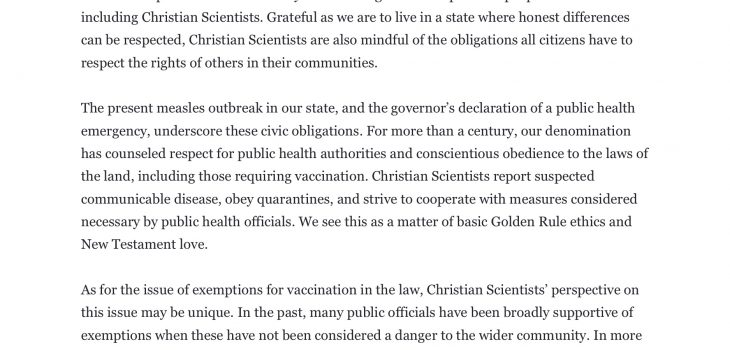 including Christian Scientists. Grateful as we are to live in a state where honest differences
can be respected, Christian Scientists are also mindful of the obligations all citizens have to
respect the rights of others in their communities.
The present measles outbreak in our state, and the governor’s declaration of a public health
emergency, underscore these civic obligations. For more than a century, our denomination
has counseled respect for public health authorities and conscientious obedience to the laws of
the land, including those requiring vaccination. Christian Scientists report suspected
communicable disease, obey quarantines, and strive to cooperate with measures considered
necessary by public health officials. We see this as a matter of basic Golden Rule ethics and
New Testament love.
As for the issue of exemptions for vaccination in the law, Christian Scientists’ perspective on
this issue may be unique. In the past, many public officials have been broadly supportive of
exemptions when these have not been considered a danger to the wider community. In more